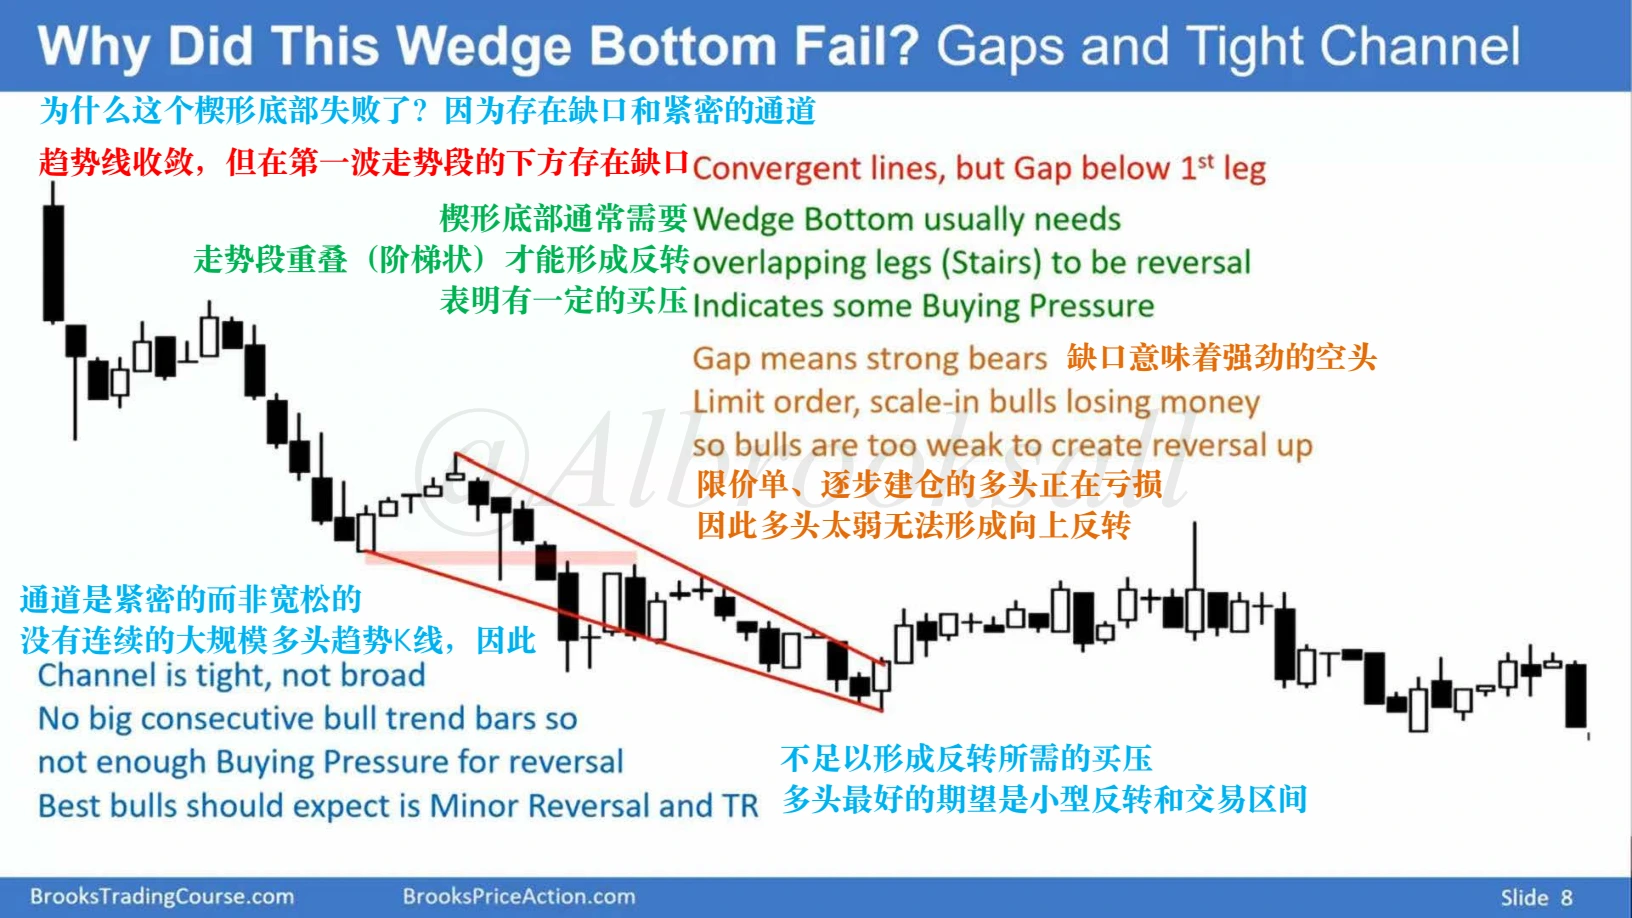 Why Did This Wedge Bottom Fail? Gaps and Tight Channel
为什么这个楔形底部失败了？因为存在缺口和紧密的通道
趋势线收敛，但在第一波走势段的下方存在缺口
Convergent lines, but Gap below 1st leg
楔形底部通常需要
走势段重叠（阶梯状）才能形成反转
表明有一定的买压
Wedge Bottom usually needs
overlapping legs (Stairs) to be reversal
Indicates some Buying Pressure
Gap means strong bears
缺口意味着强劲的空头
Limit order, scale-in bulls losing money
so bulls are too weak to create reversal up
限价单、逐步建仓的多头正在亏损
因此多头太弱无法形成向上反转
@Albrooksall
通道是紧密的而非宽松的
没有连续的大规模多头趋势K线，因此
Channel is tight, not broad
No big consecutive bull trend bars so
not enough Buying Pressure for reversal
Best bulls should expect is Minor Reversal and TR
不足以形成反转所需的买压
多头最好的期望是小型反转和交易区间
BrooksTradingCourse.com
BrooksPriceAction.com
Slide 8